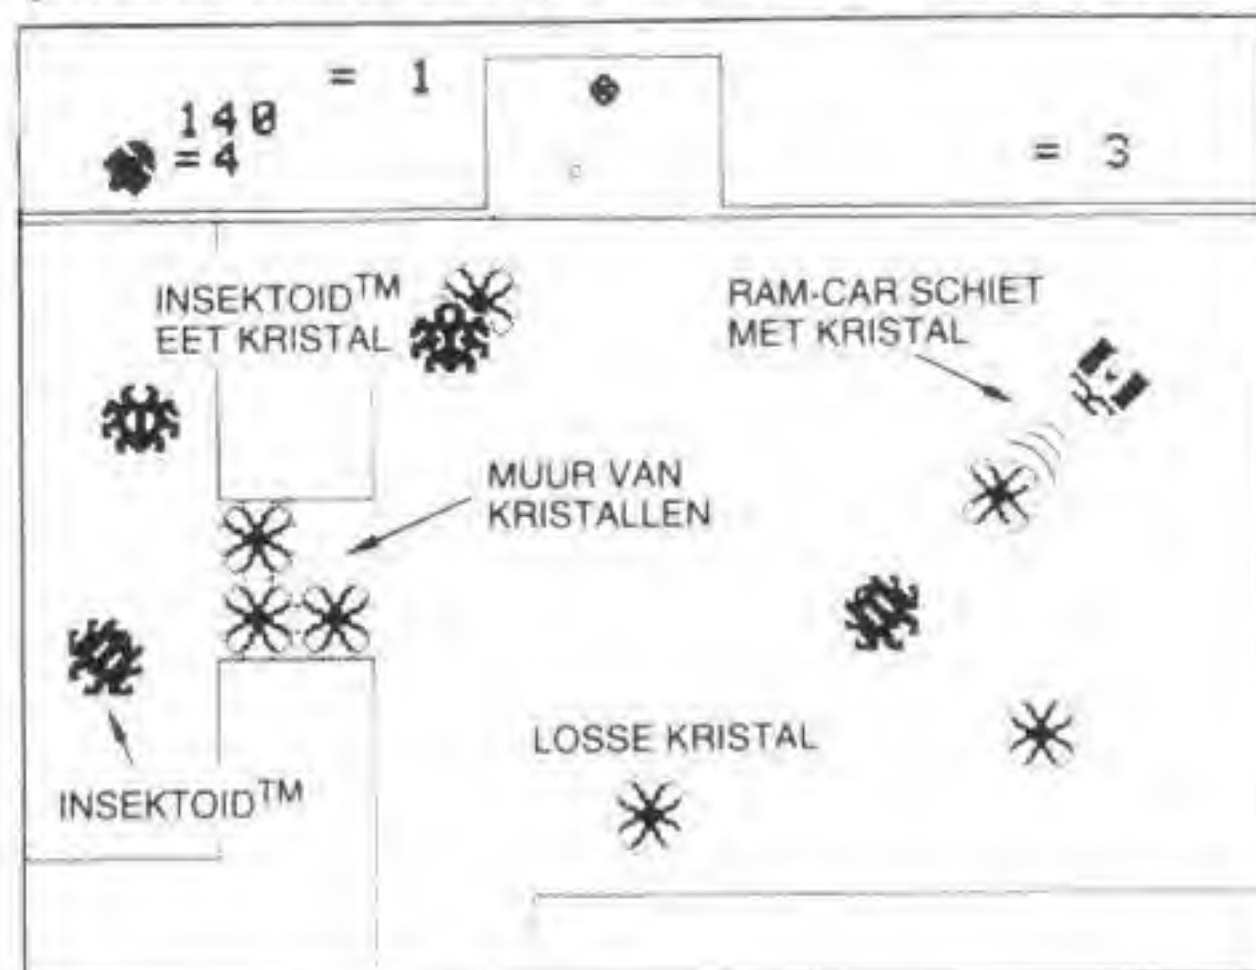 = 1
140
=4
= 3
INSEKTOID™
EET KRISTAL
RAM-CAR SCHIET
MET KRISTAL
MUUR VAN
KRISTALLEN
LOSSE KRISTAL
INSEKTOID™